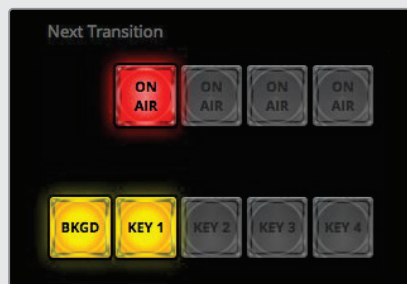 Next Transition
ON AIR ON AIR ON AIR ON AIR
BKGD KEY 1 KEY 2 KEY 3 KEY 4